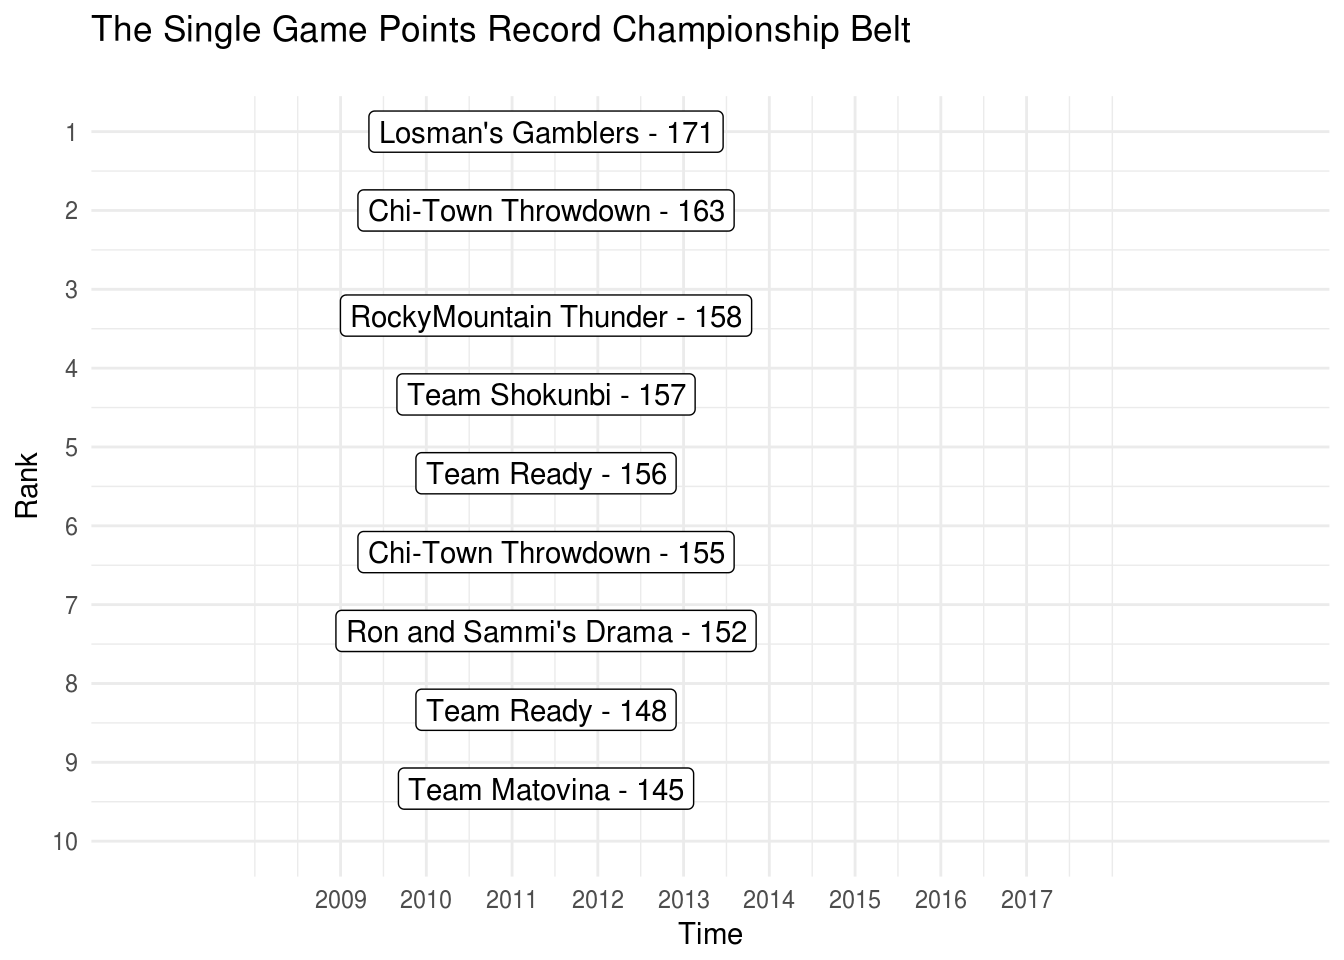 The Single Game Points Record Championship Belt
1
Losman's Gamblers - 171
2
Chi-Town Throwdown - 163
3
RockyMountain Thunder - 158
4
Team Shokunbi - 157
5
Team Ready - 156
6
Chi-Town Throwdown - 155
7
Ron and Sammi's Drama - 152
8
Team Ready - 148
9
Team Matovina - 145
10
Rank
2009 2010 2011 2012 2013 2014 2015 2016 2017
Time